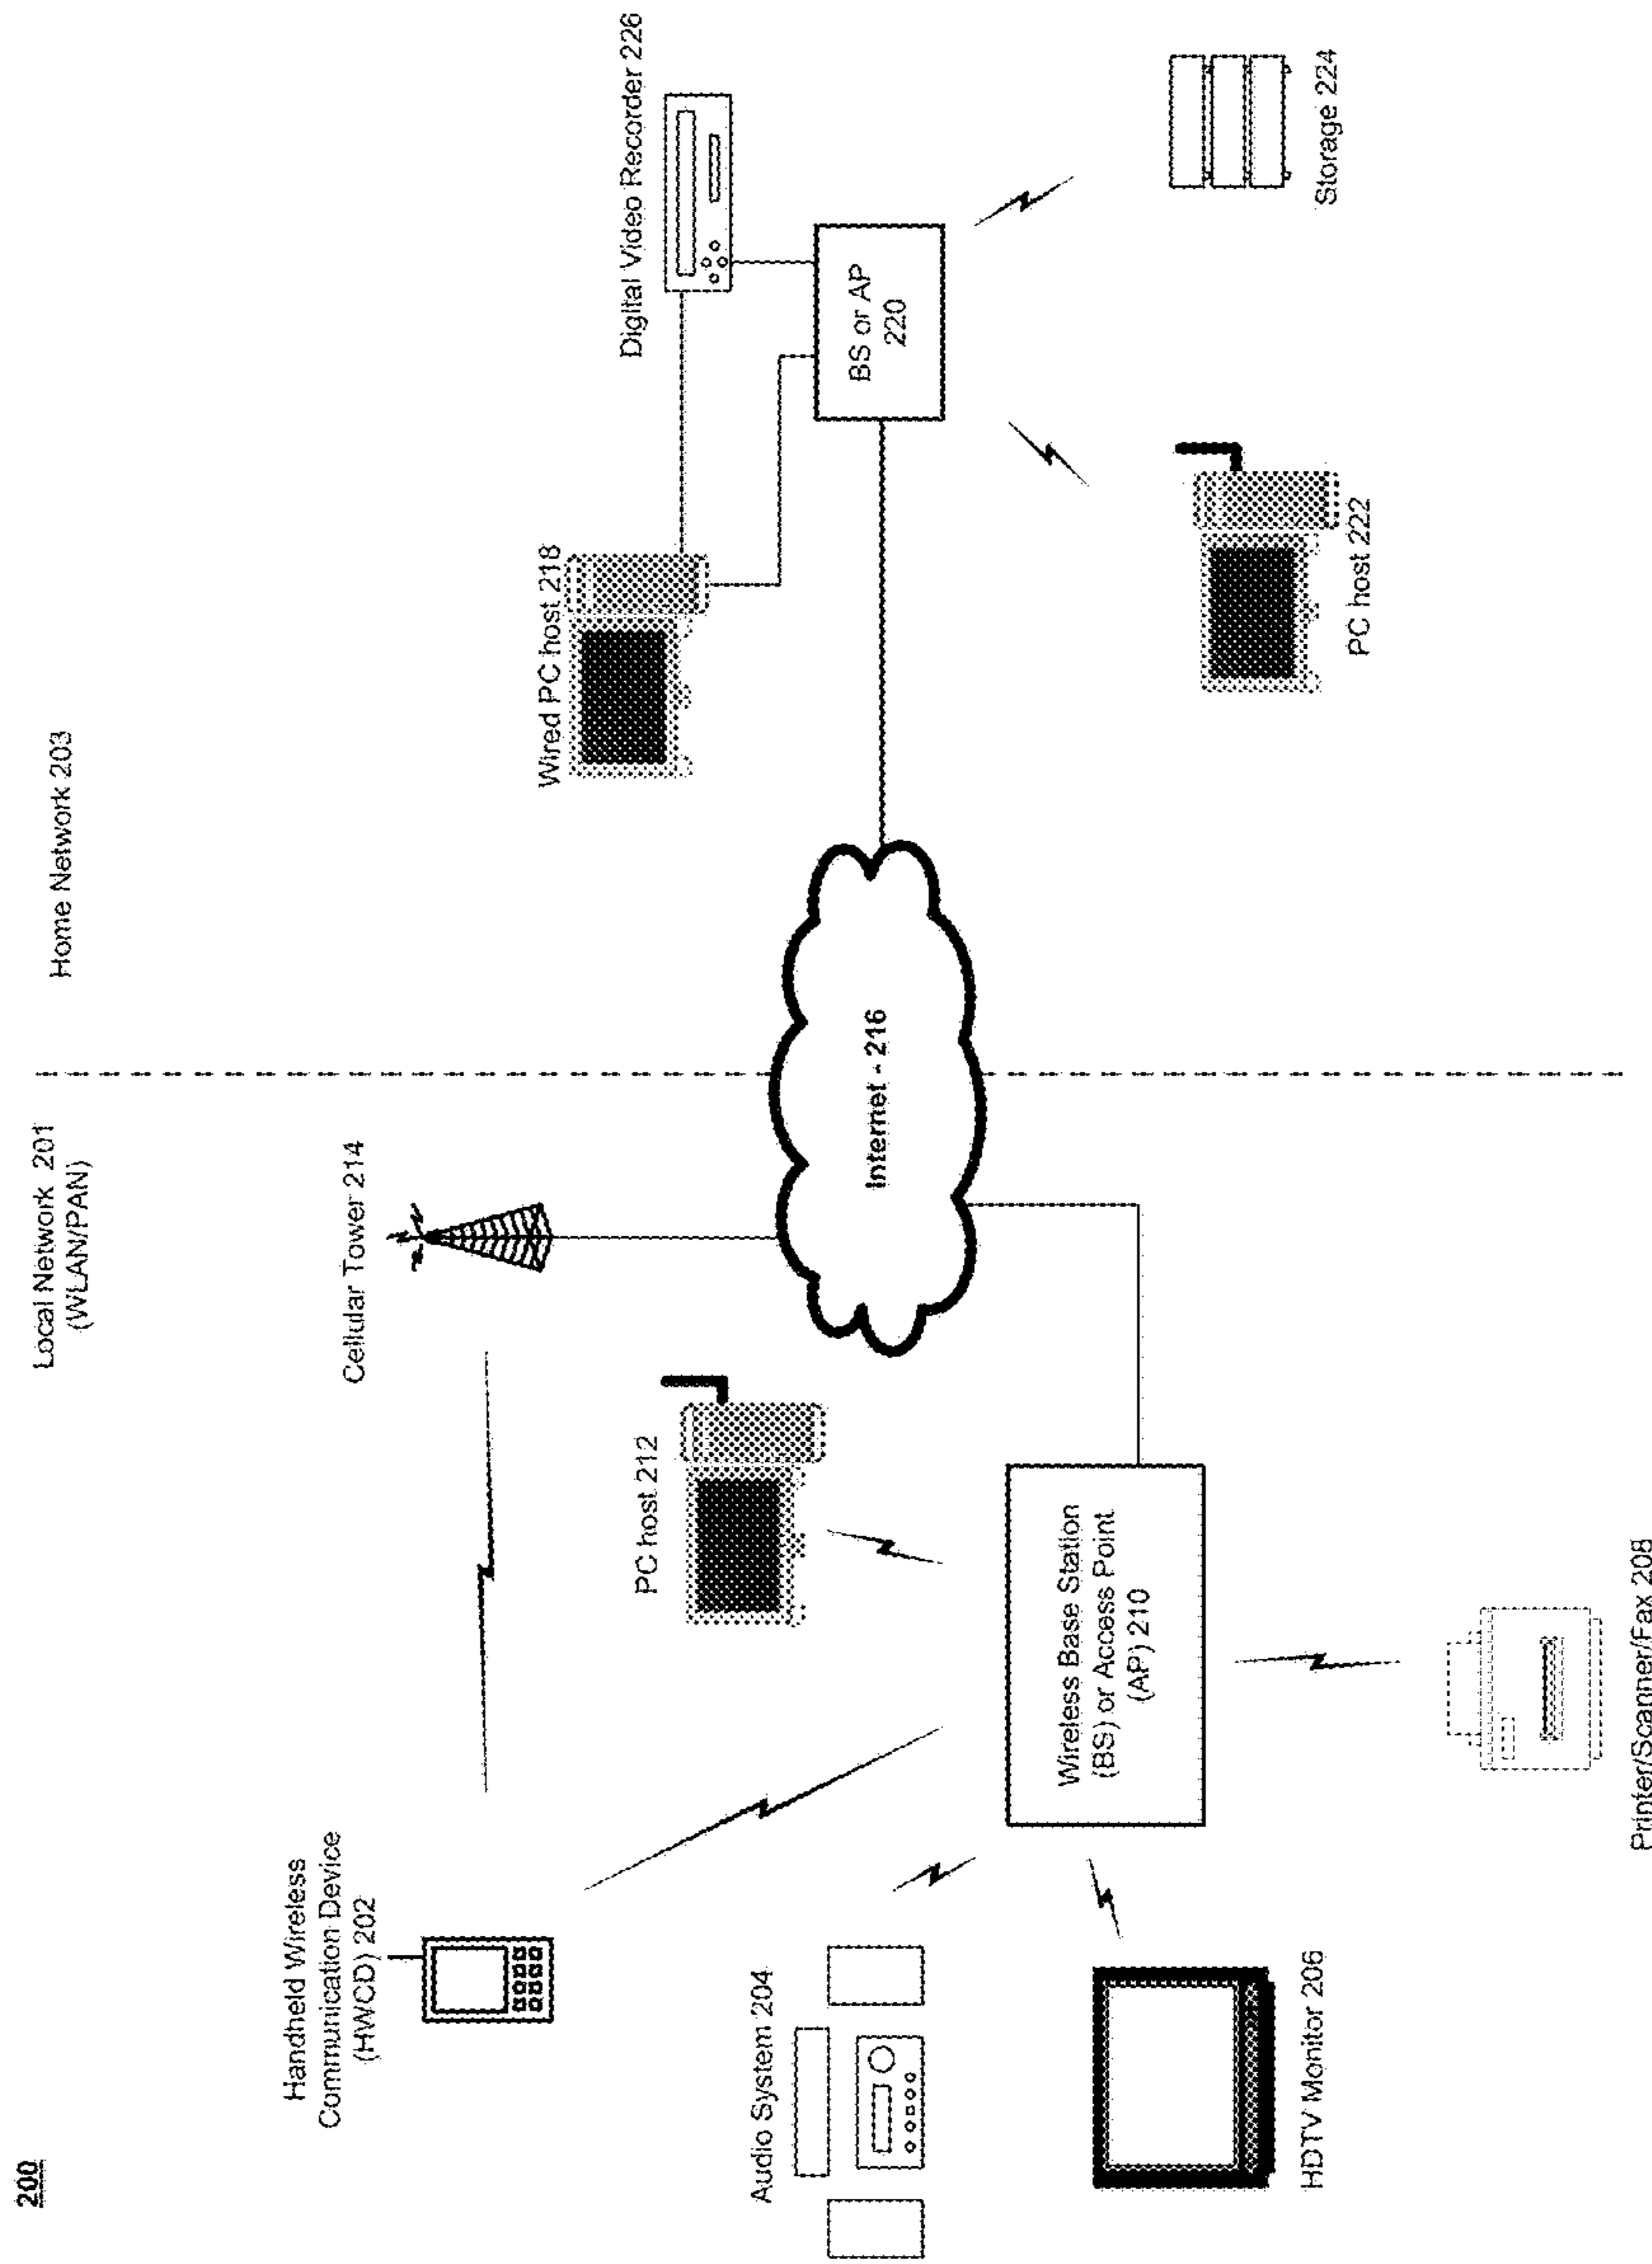 200
Local Network 201
(WLAN/PAN)
Home Network 203
Handheld Wireless
Communication Device
(HWCD) 202
Cellular Tower 214
Wired PC host 218
Digital Video Recorder 226
PC host 212
Audio System 204
Internet - 216
BS or AP
220
Wireless Base Station
(BS) or Access Point
(AP) 210
HDTV Monitor 206
PC host 222
Storage 224
Printer/Scanner/Fax 208